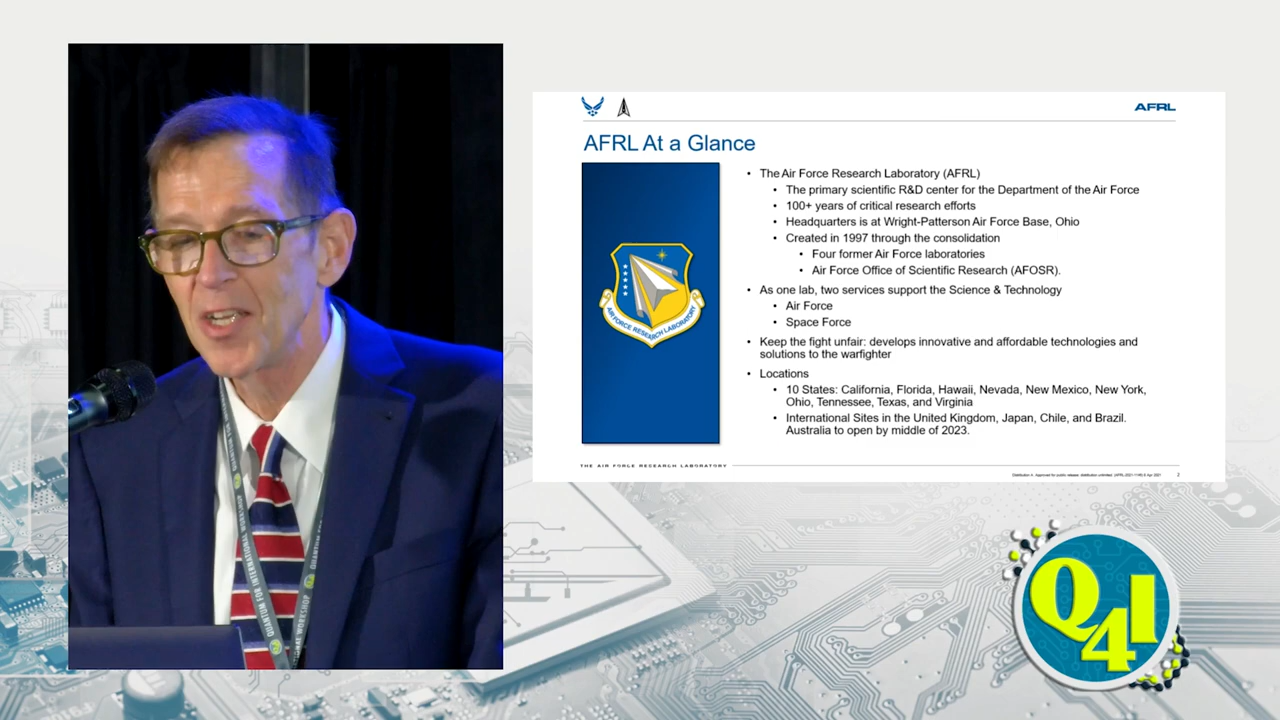 AFRL
AFRL At a Glance
AIR FORCE RESEARCH LABORATORY
• The Air Force Research Laboratory (AFRL)
• The primary scientific R&D center for the Department of the Air Force
• 100+ years of critical research efforts
• Headquarters is at Wright-Patterson Air Force Base, Ohio
• Created in 1997 through the consolidation
• Four former Air Force laboratories
• Air Force Office of Scientific Research (AFOSR).
• As one lab, two services support the Science & Technology
• Air Force
• Space Force
• Keep the fight unfair: develops innovative and affordable technologies and
solutions to the warfighter
• Locations
• 10 States: California, Florida, Hawaii, Nevada, New Mexico, New York,
Ohio, Tennessee, Texas, and Virginia
• International Sites in the United Kingdom, Japan, Chile, and Brazil.
Australia to open by middle of 2023.
THE AIR FORCE RESEARCH LABORATORY
2
QUANTUM FOR INTERNATIONAL WORKSHOP
Q4I